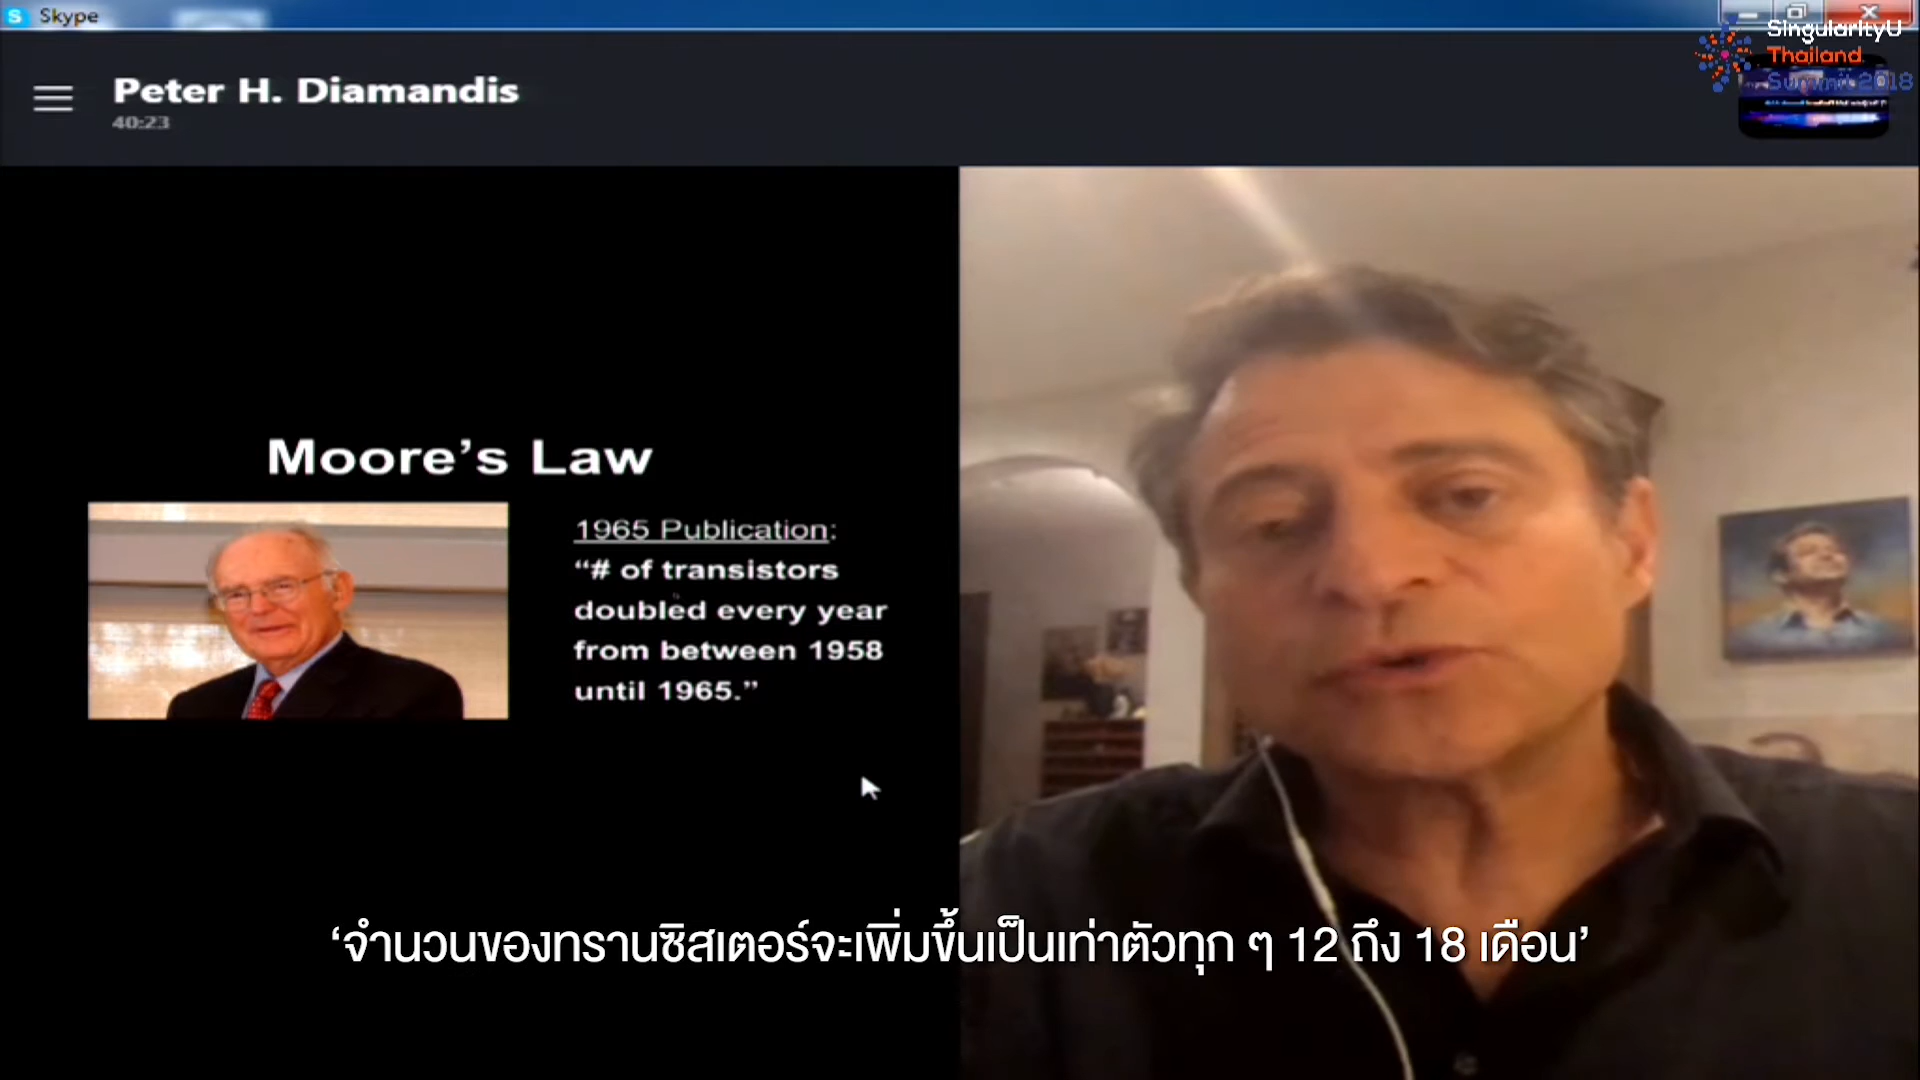 Skype
SingularityU
Thailand
Summit 2018
Peter H. Diamandis
40:23
Moore’s Law
1965 Publication:
“# of transistors
doubled every year
from between 1958
until 1965.”
‘จำนวนของทรานซิสเตอร์จะเพิ่มขึ้นเป็นเท่าตัวทุก ๆ 12 ถึง 18 เดือน’